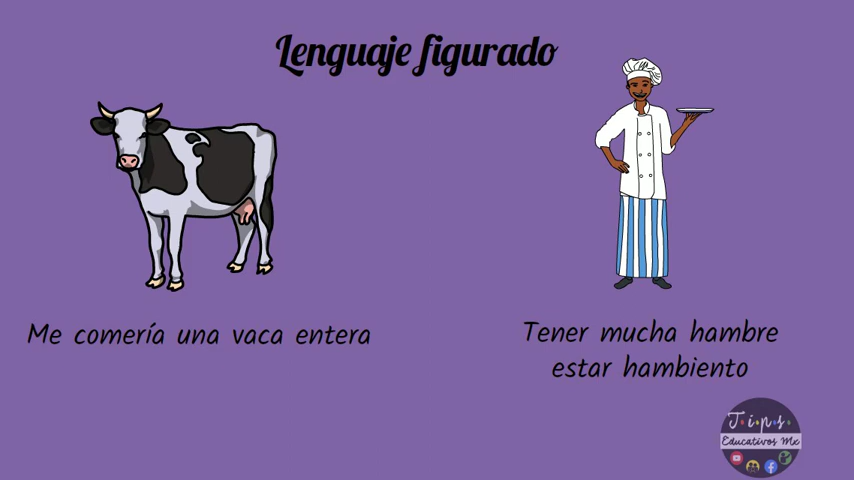 Lenguaje figurado
Me comería una vaca entera
Tener mucha hambre
estar hambiento
T.i.p.s.
Educativos Mx